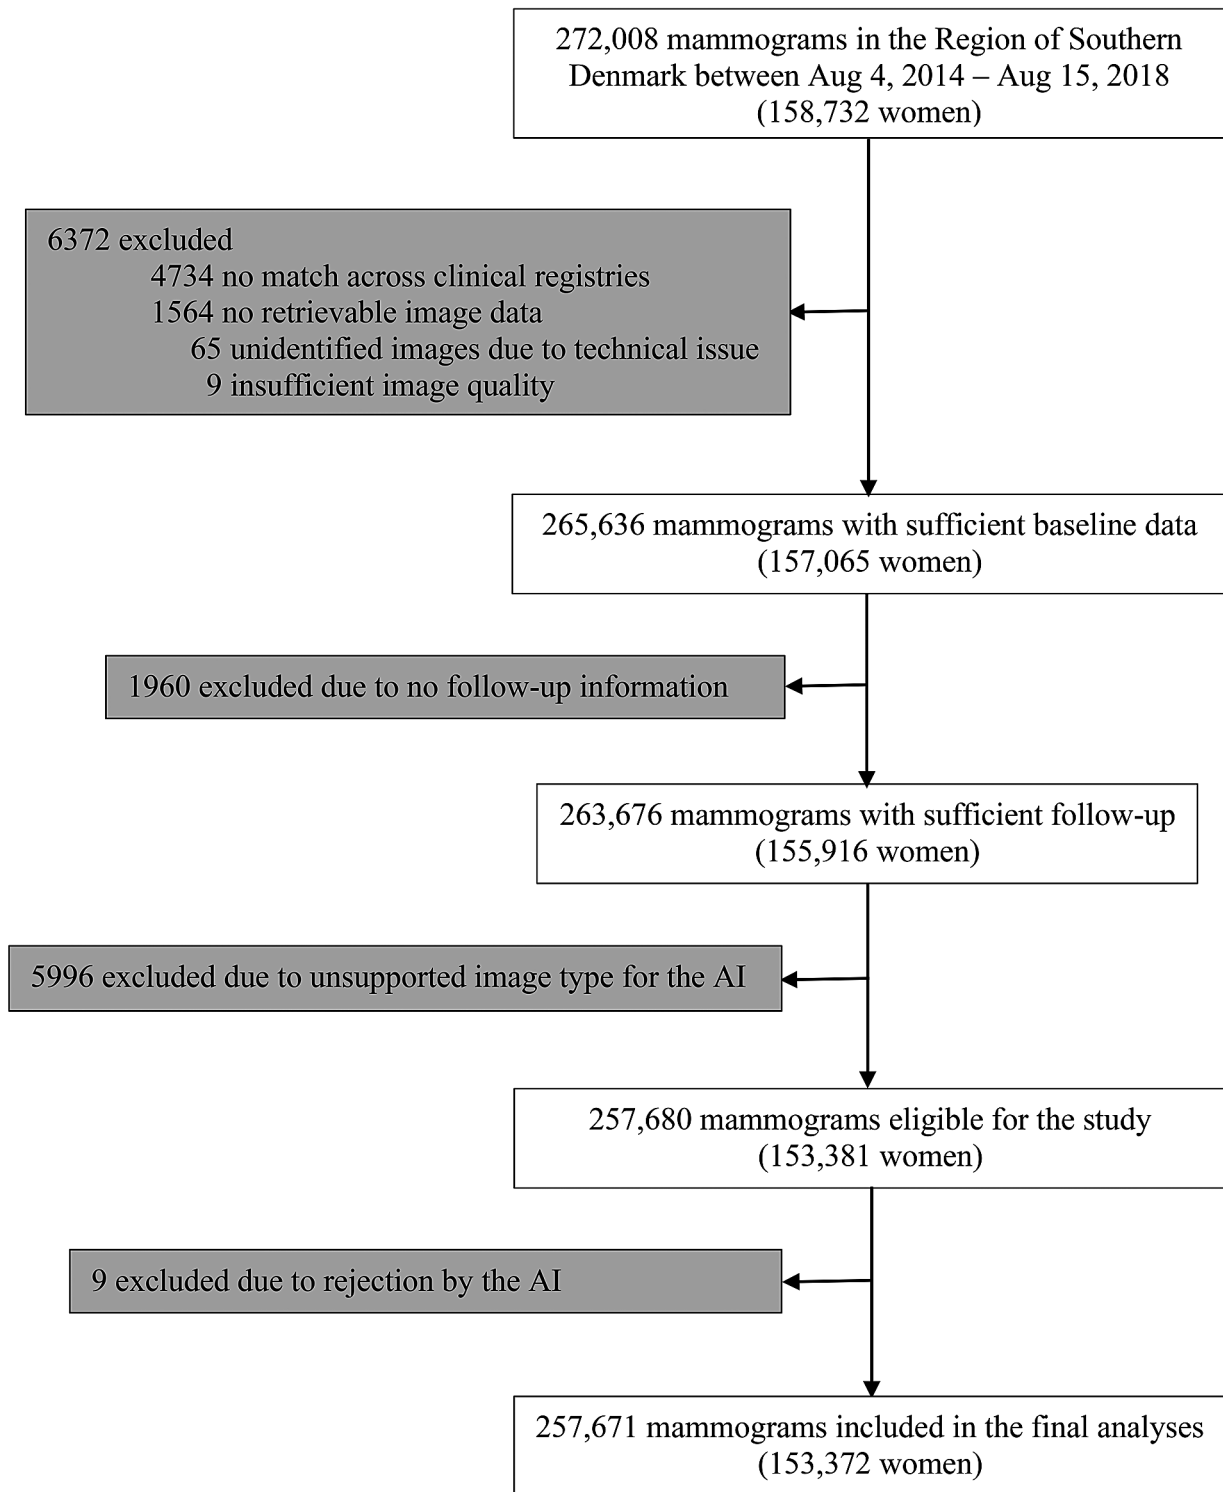 272,008 mammograms in the Region of Southern
Denmark between Aug 4, 2014 – Aug 15, 2018
(158,732 women)
6372 excluded
4734 no match across clinical registries
1564 no retrievable image data
65 unidentified images due to technical issue
9 insufficient image quality
265,636 mammograms with sufficient baseline data
(157,065 women)
1960 excluded due to no follow-up information
263,676 mammograms with sufficient follow-up
(155,916 women)
5996 excluded due to unsupported image type for the AI
257,680 mammograms eligible for the study
(153,381 women)
9 excluded due to rejection by the AI
257,671 mammograms included in the final analyses
(153,372 women)